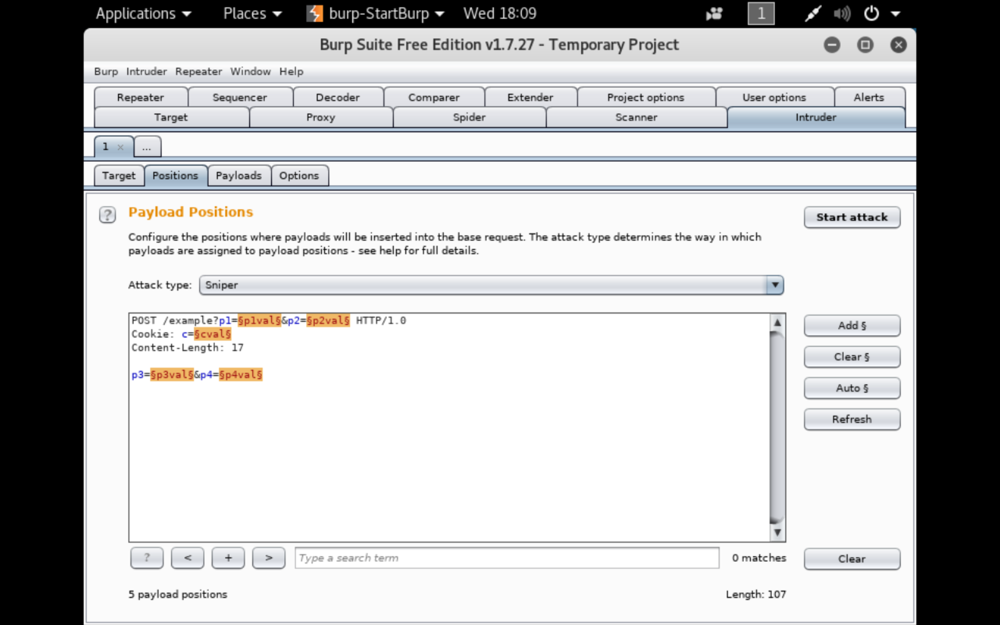 Applications Places burp-StartBurp Wed 18:09 1
Burp Suite Free Edition v1.7.27 - Temporary Project
Burp Intruder Repeater Window Help
Repeater Sequencer Decoder Comparer Extender Project options User options Alerts
Target Proxy Spider Scanner Intruder
1 × ...
Target Positions Payloads Options
? Payload Positions Start attack
Configure the positions where payloads will be inserted into the base request. The attack type determines the way in which
payloads are assigned to payload positions - see help for full details.
Attack type: Sniper
POST /example?p1=§p1val§&p2=§p2val§ HTTP/1.0
Cookie: c=§cval§
Content-Length: 17
p3=§p3val§&p4=§p4val§
Add §
Clear §
Auto §
Refresh
? < + > Type a search term 0 matches Clear
5 payload positions Length: 107